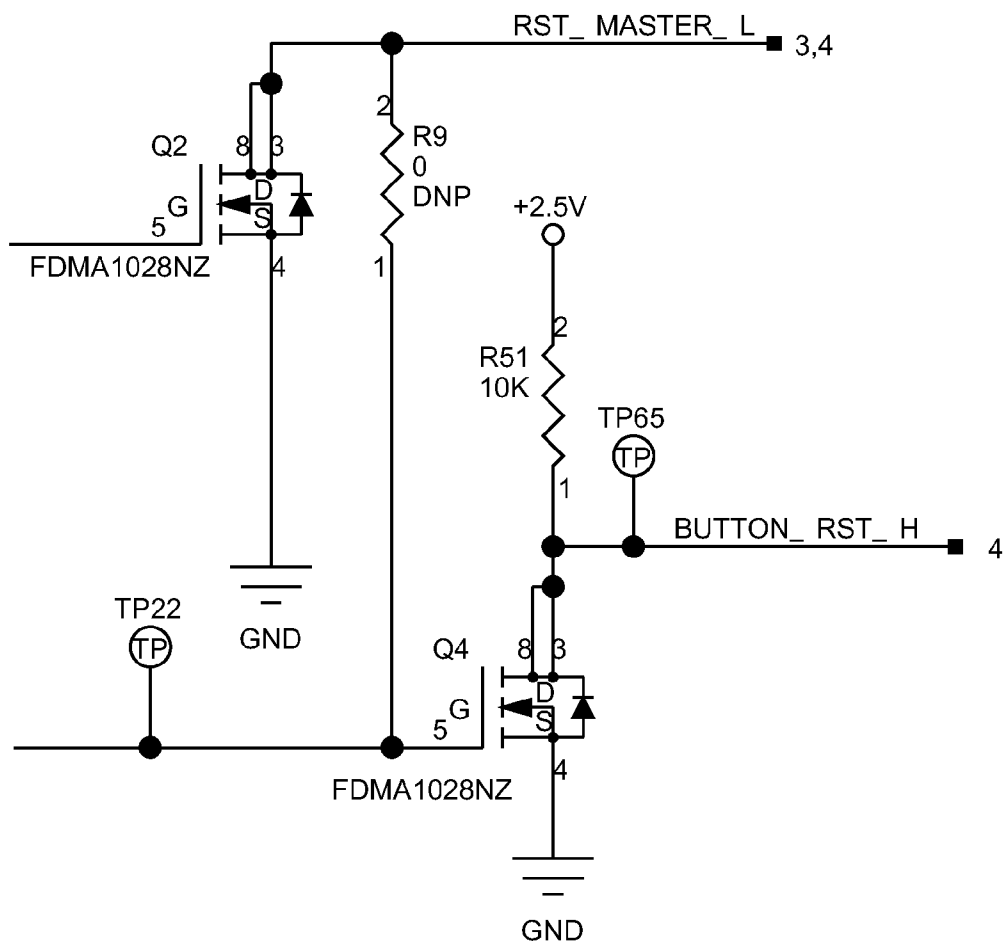 RST_ MASTER_ L
3,4
2
Q2
8 3
R9
0
DNP
D
G
S
5
+2.5V
FDMA1028NZ
4
1
2
R51
10K
TP65
TP
1
BUTTON_ RST_ H
4
TP22
TP
GND
Q4
8 3
D
G
S
5
4
FDMA1028NZ
GND